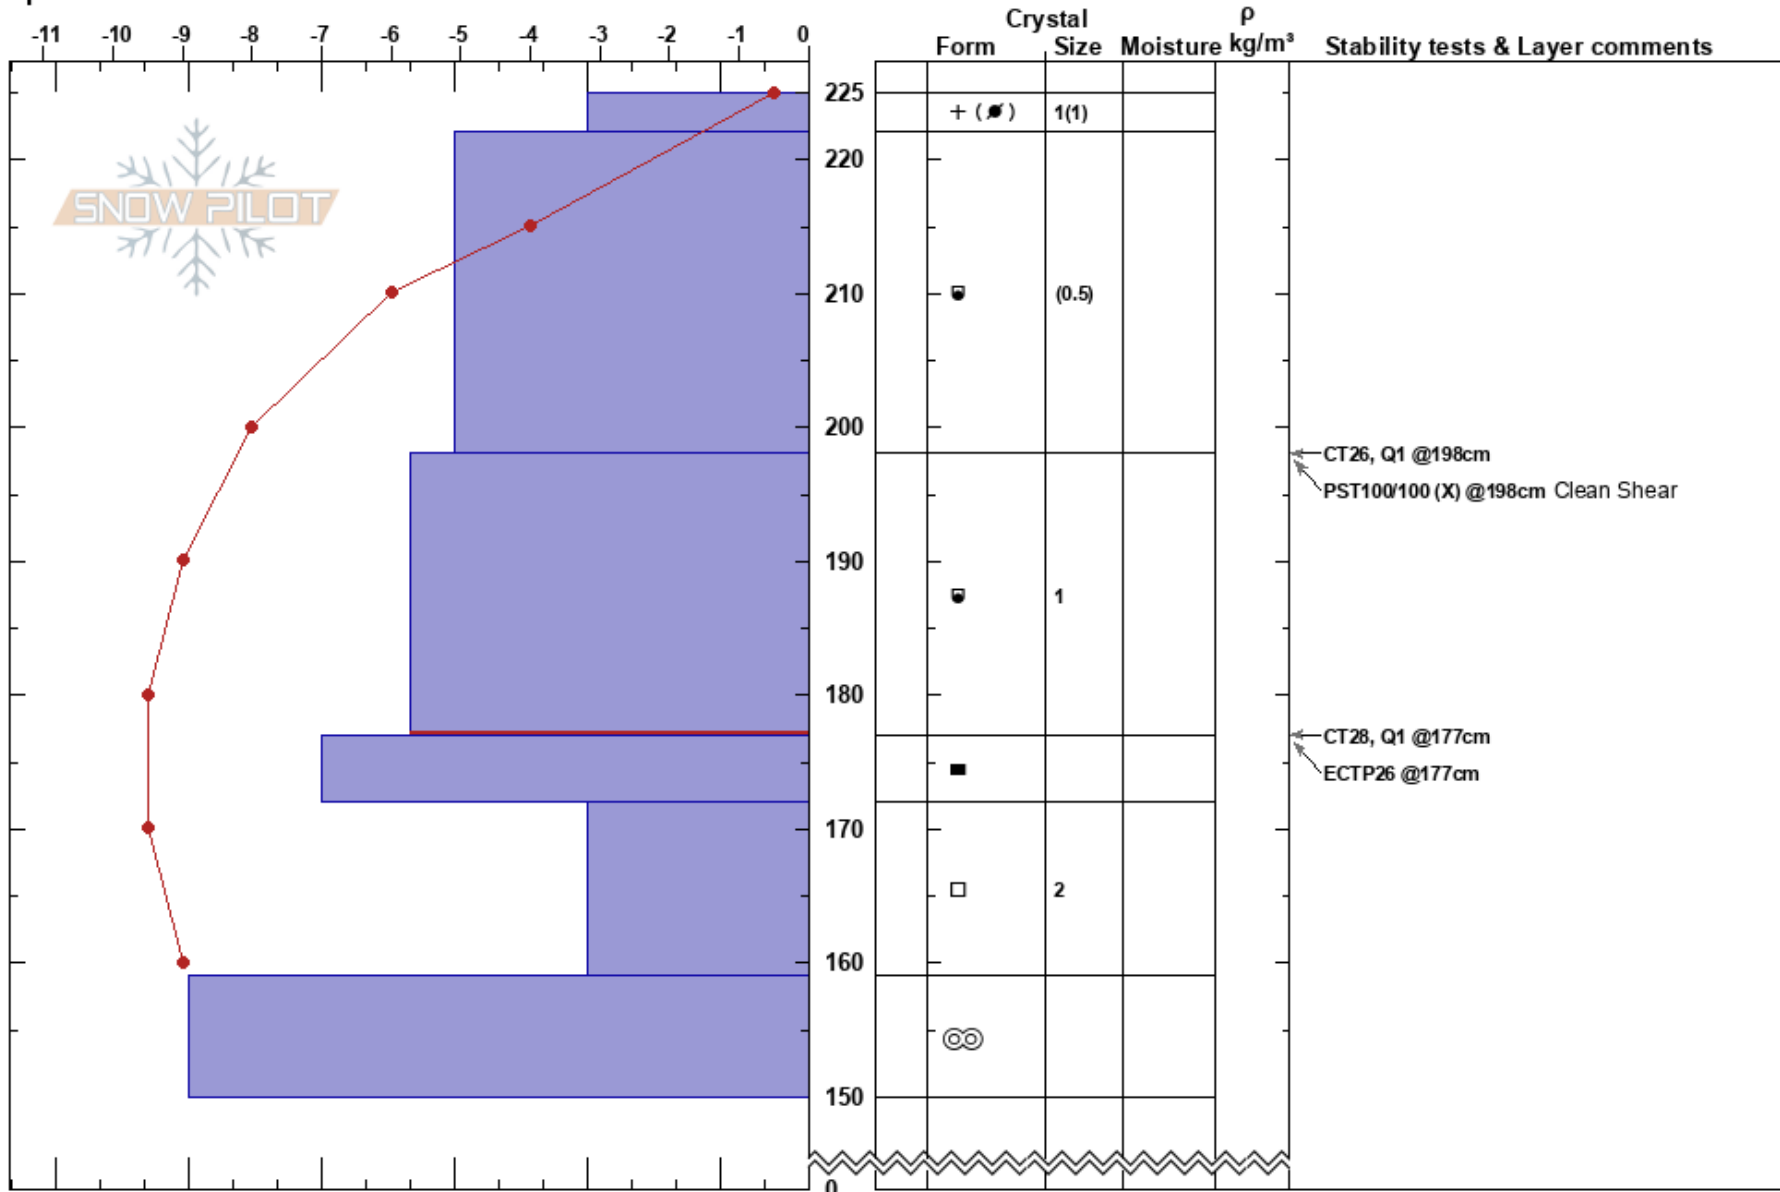 Crystal ρ
-11 -10 -9 -8 -7 -6 -5 -4 -3 -2 -1 0 Form Size Moisture kg/m³ Stability tests & Layer comments
225 + ( ) 1(1)
220
SNOW PILOT
210 (0.5)
200
CT26, Q1 @198cm
PST100/100 (X) @198cm Clean Shear
190
1
180
CT28, Q1 @177cm
ECTP26 @177cm
170
2
160
150
0